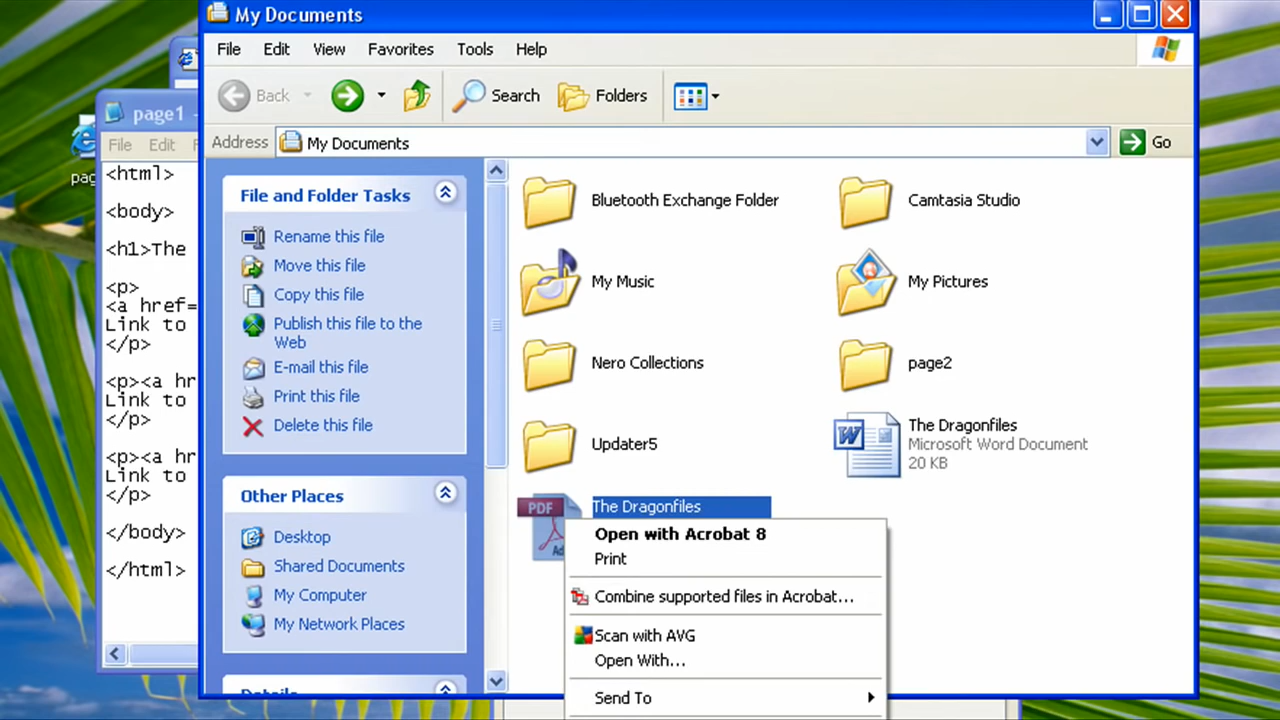 My Documents
File Edit View Favorites Tools Help
Back Search Folders
Address My Documents Go
File and Folder Tasks
Rename this file
Move this file
Copy this file
Publish this file to the
Web
E-mail this file
Print this file
Delete this file
Other Places
Desktop
Shared Documents
My Computer
My Network Places
Details
Bluetooth Exchange Folder
Camtasia Studio
My Music
My Pictures
Nero Collections
page2
Updater5
The Dragonfiles
Microsoft Word Document
20 KB
PDF
The Dragonfiles
Open with Acrobat 8
Print
Combine supported files in Acrobat...
Scan with AVG
Open With...
Send To
page1 -
File Edit
<html>
<body>
<h1>The
<p>
<a href=
Link to
</p>
<p><a hr
Link to
</p>
<p><a hr
Link to
</p>
</body>
</html>